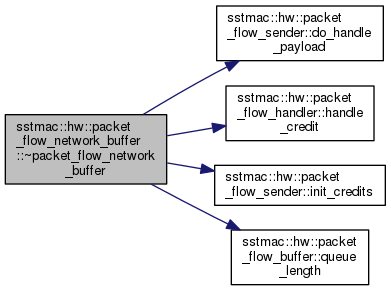 sstmac::hw::packet
_flow_network_buffer
::~packet_flow_network
_buffer
sstmac::hw::packet
_flow_sender::do_handle
_payload
sstmac::hw::packet
_flow_handler::handle
_credit
sstmac::hw::packet
_flow_sender::init_credits
sstmac::hw::packet
_flow_buffer::queue
_length